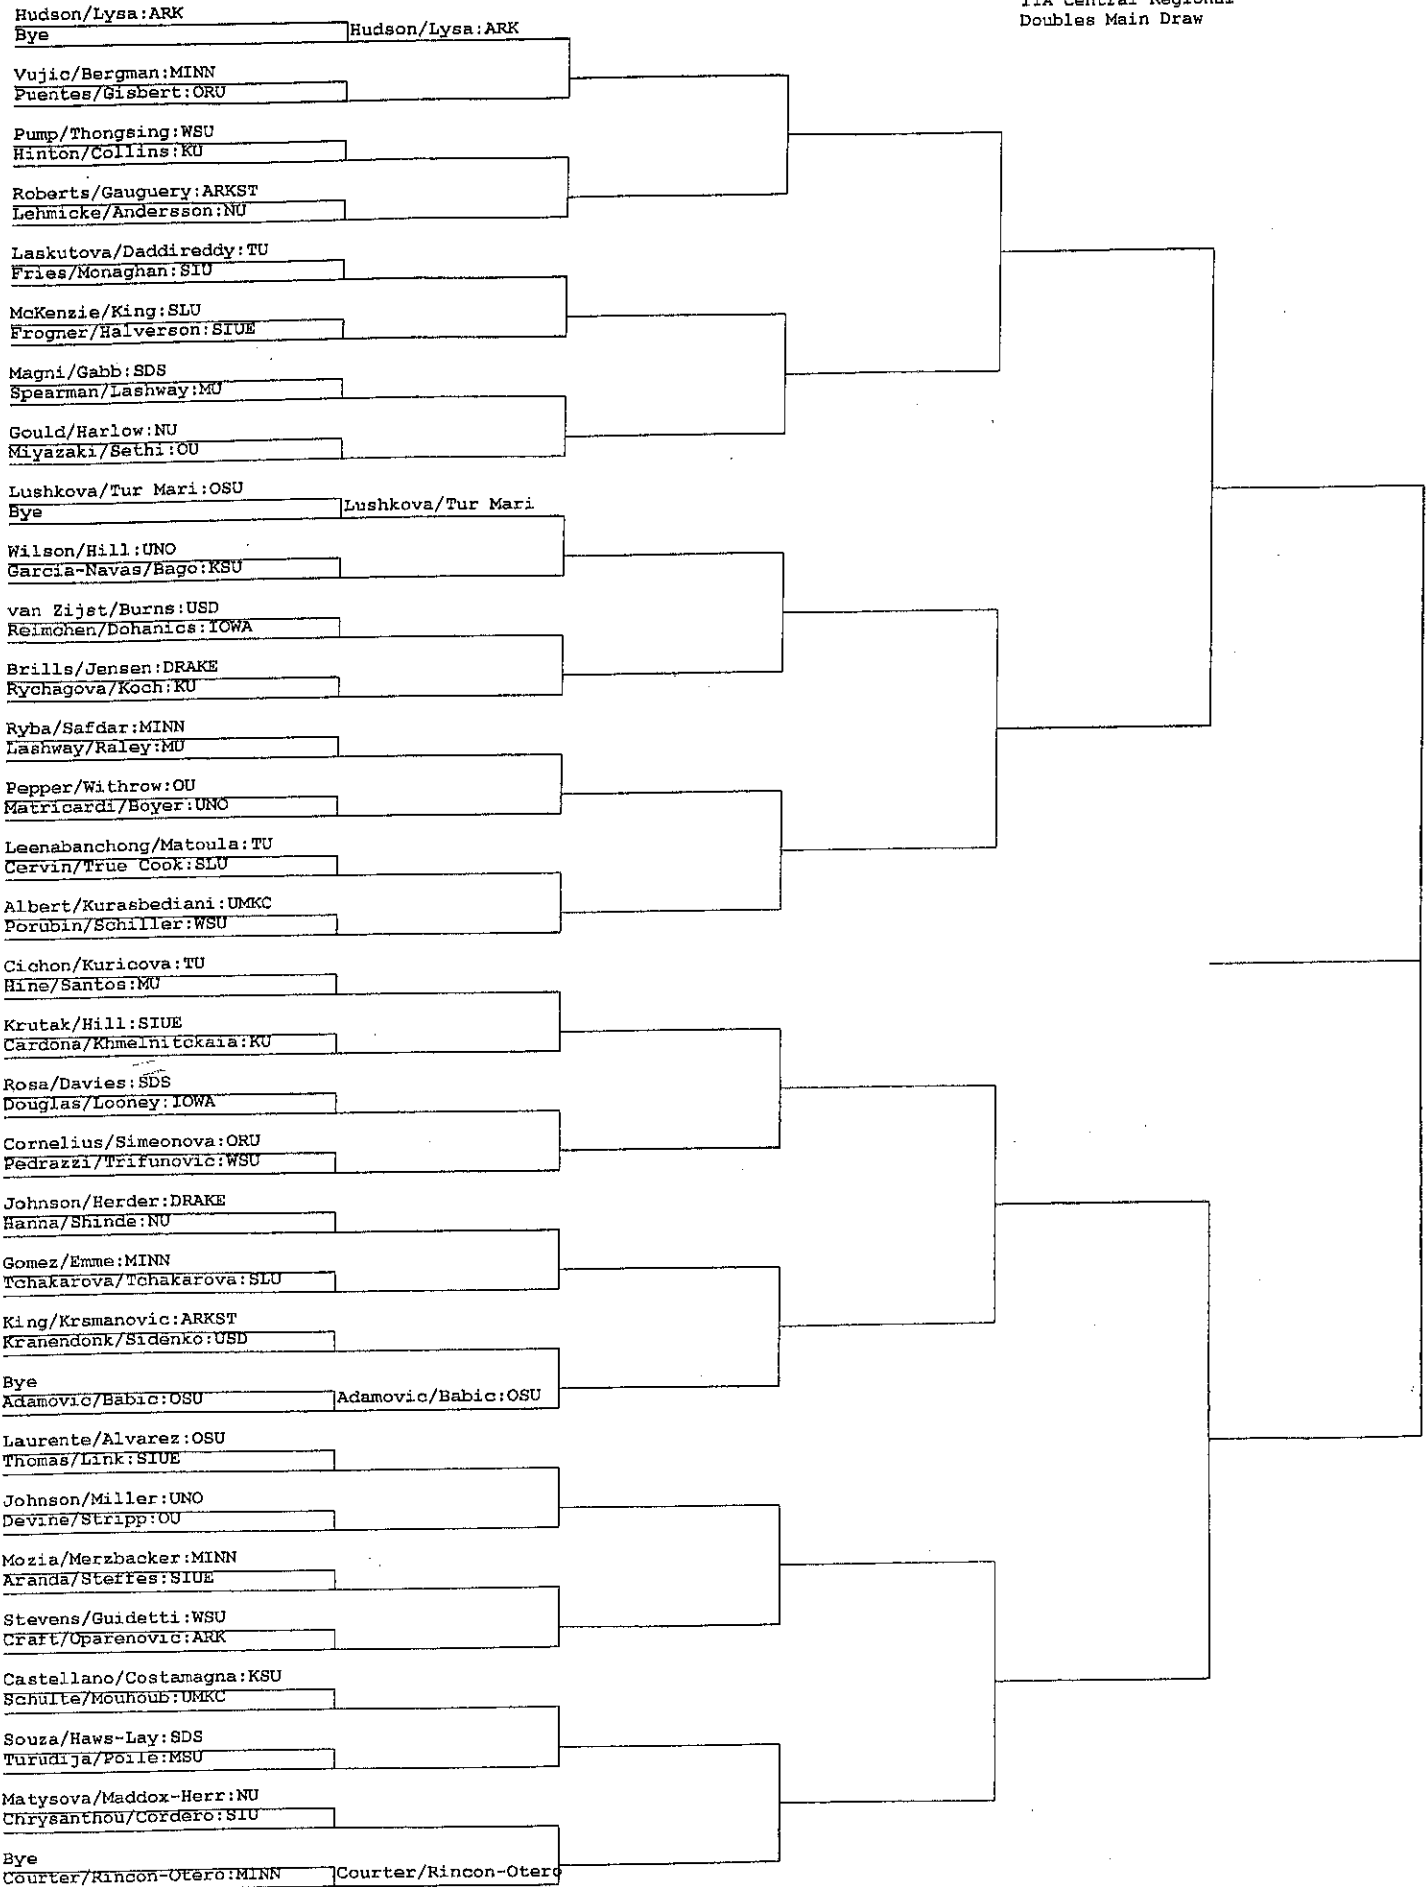 ITA Central Regional
Doubles Main Draw
Hudson/Lysa:ARK
Bye
Hudson/Lysa:ARK
Vujic/Bergman:MINN
Puentes/Gisbert:ORU
Pump/Thongsing:WSU
Hinton/Collins:KU
Roberts/Gauguery:ARKST
Lehmicke/Andersson:NU
Laskutova/Daddireddy:TU
Fries/Monaghan:SIU
McKenzie/King:SLU
Frogner/Halverson:SIUE
Magni/Gabb:SDS
Spearman/Lashway:MU
Gould/Harlow:NU
Miyazaki/Sethi:OU
Lushkova/Tur Mari:OSU
Bye
Lushkova/Tur Mari
Wilson/Hill:UNO
Garcia-Navas/Bago:KSU
van Zijst/Burns:USD
Reimchen/Dohanics:IOWA
Brills/Jensen:DRAKE
Rychagova/Koch:KU
Ryba/Safdar:MINN
Lashway/Raley:MU
Pepper/Withrow:OU
Matricardi/Boyer:UNO
Leenabanchong/Matoula:TU
Cervin/True Cook:SLU
Albert/Kurasbediani:UMKC
Porubin/Schiller:WSU
Cichon/Kuricova:TU
Hine/Santos:MU
Krutak/Hill:SIUE
Cardona/Khmelnitckaia:KU
Rosa/Davies:SDS
Douglas/Looney:IOWA
Cornelius/Simeonova:ORU
Pedrazzi/Trifunovic:WSU
Johnson/Herder:DRAKE
Hanna/Shinde:NU
Gomez/Emme:MINN
Tchakarova/Tchakarova:SLU
King/Krsmanovic:ARKST
Kranendonk/Sidenko:USD
Bye
Adamovic/Babic:OSU
Adamovic/Babic:OSU
Laurente/Alvarez:OSU
Thomas/Link:SIUE
Johnson/Miller:UNO
Devine/Stripp:OU
Mozia/Merzbacker:MINN
Aranda/Steffes:SIUE
Stevens/Guidetti:WSU
Craft/Oparenovic:ARK
Castellano/Costamagna:KSU
Schulte/Mouhoub:UMKC
Souza/Haws-Lay:SDS
Turudija/Poile:MSU
Matysova/Maddox-Herr:NU
Chrysanthou/Cordero:SIU
Bye
Courter/Rincon-Otero:MINN
Courter/Rincon-Otero